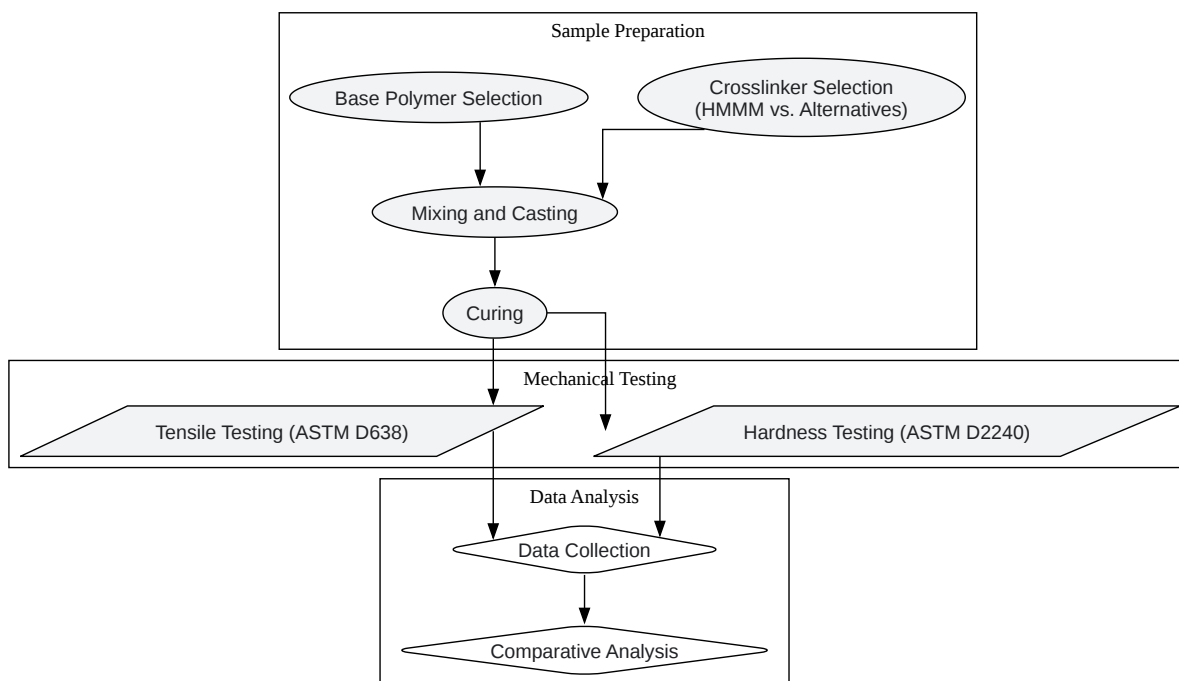 Sample Preparation
Base Polymer Selection
Crosslinker Selection
(HMMM vs. Alternatives)
Mixing and Casting
Curing
Mechanical Testing
Tensile Testing (ASTM D638)
Hardness Testing (ASTM D2240)
Data Analysis
Data Collection
Comparative Analysis